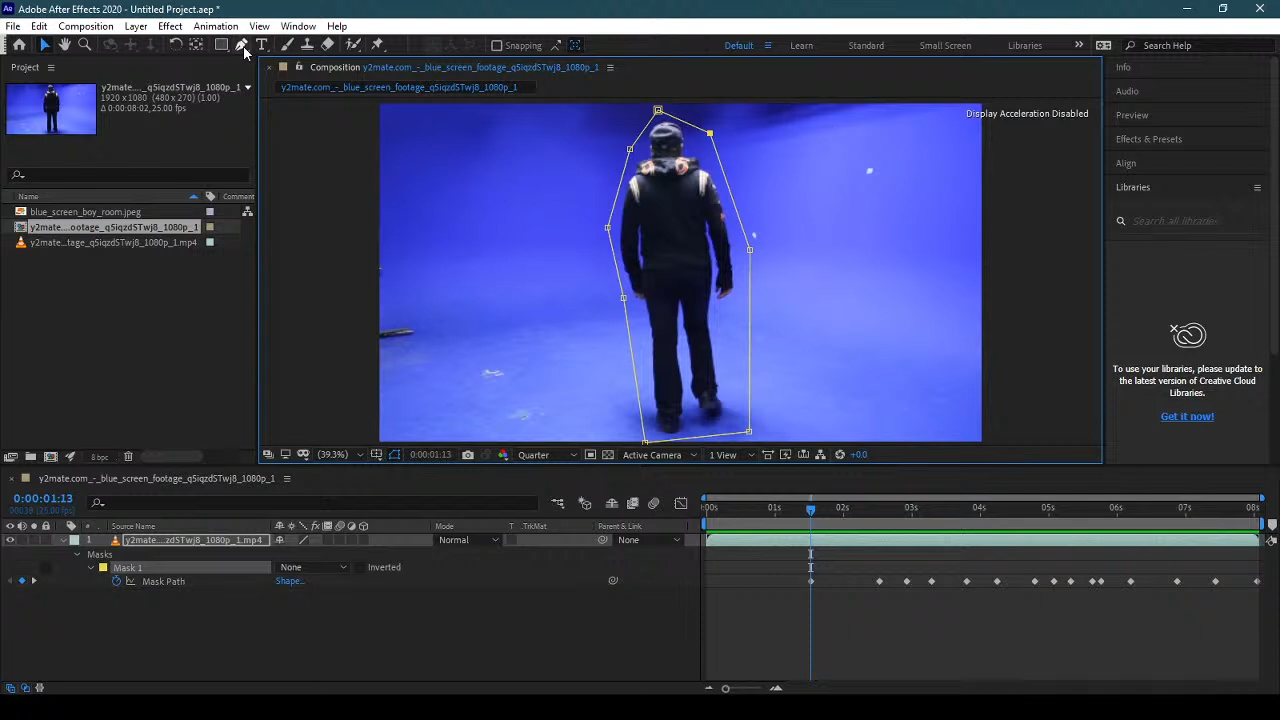 Adobe After Effects 2020 - Untitled Project.aep *
File Edit Composition Layer Effect Animation View Window Help
Snapping
Default
Learn
Standard
Small Screen
Libraries
Search Help
Project
Composition y2mate.com_-_blue_screen_footage_q5iqzdSTwj8_1080p_1
Info
y2mate...._q5iqzdSTwj8_1080p_1
1920 x 1080 (480 x 270) (1.00)
Δ 0:00:08:02, 25.00 fps
y2mate.com_-_blue_screen_footage_q5iqzdSTwj8_1080p_1
Audio
Display Acceleration Disabled
Preview
Effects & Presets
Align
Libraries
Search all libraries
Name
Comment
blue_screen_boy_room.jpeg
y2mate....ootage_q5iqzdSTwj8_1080p_1
y2mate...tage_q5iqzdSTwj8_1080p_1.mp4
To use your libraries, please update to
the latest version of Creative Cloud
Libraries.
Get it now!
8 bpc
(39.3%)
0:00:01:13
Quarter
Active Camera
1 View
+0.0
y2mate.com_-_blue_screen_footage_q5iqzdSTwj8_1080p_1
0:00:01:13
00038 (25.00 fps)
:00s
02s
03s
04s
05s
06s
07s
08s
# Source Name
Mode
T .TrkMat
Parent & Link
1 y2mate....zdSTwj8_1080p_1.mp4
Normal
None
Masks
Mask 1
None
Inverted
Mask Path
Shape...